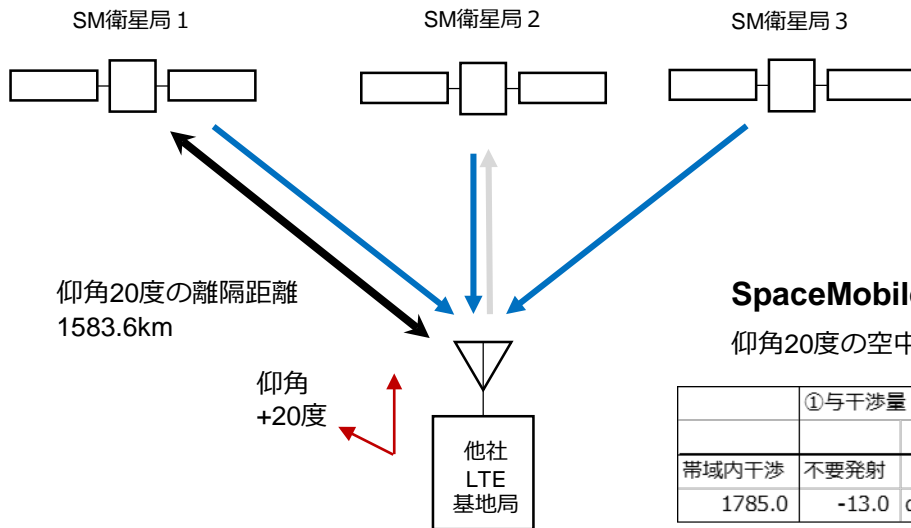 SM衛星局１
SM衛星局２
SM衛星局３
仰角20度の離隔距離
1583.6km
SpaceMobile
仰角20度の空中
仰角
+20度
他社
LTE
基地局
①与干渉量
帯域内干渉 不要発射
1785.0 -13.0